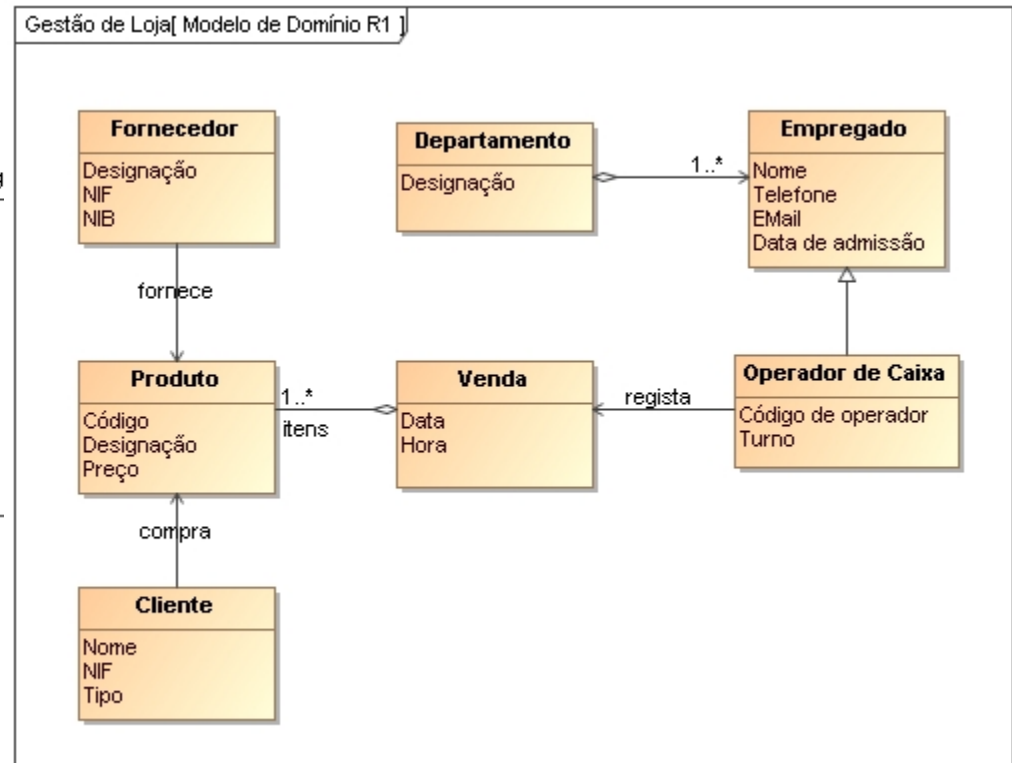 Gestão de Loja[ Modelo de Domínio R1 ]
Fornecedor
Designação
NIF
NIB
Departamento
Designação
1..*
Empregado
Nome
Telefone
EMail
Data de admissão
fornece
Produto
Código
Designação
Preço
1..*
itens
Venda
Data
Hora
regista
Operador de Caixa
Código de operador
Turno
compra
Cliente
Nome
NIF
Tipo